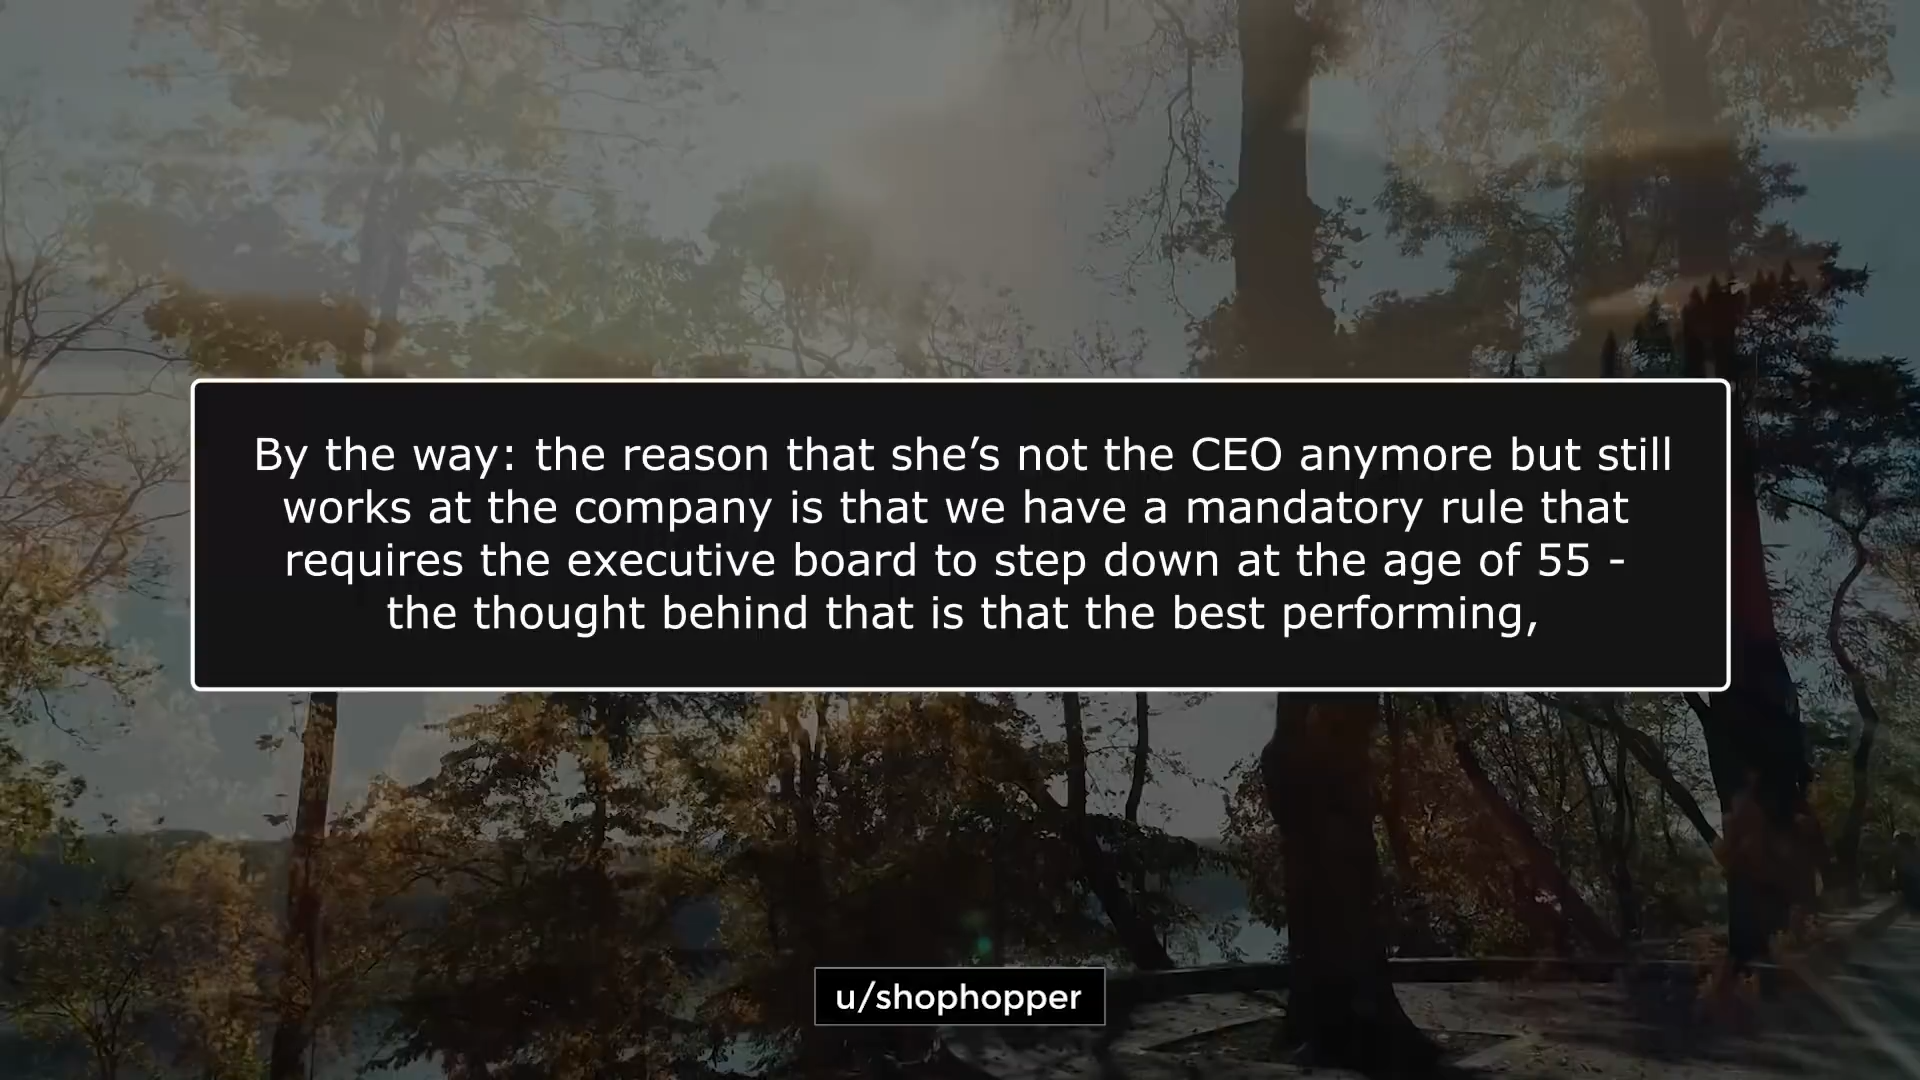 By the way: the reason that she’s not the CEO anymore but still
works at the company is that we have a mandatory rule that
requires the executive board to step down at the age of 55 -
the thought behind that is that the best performing,
u/shophopper